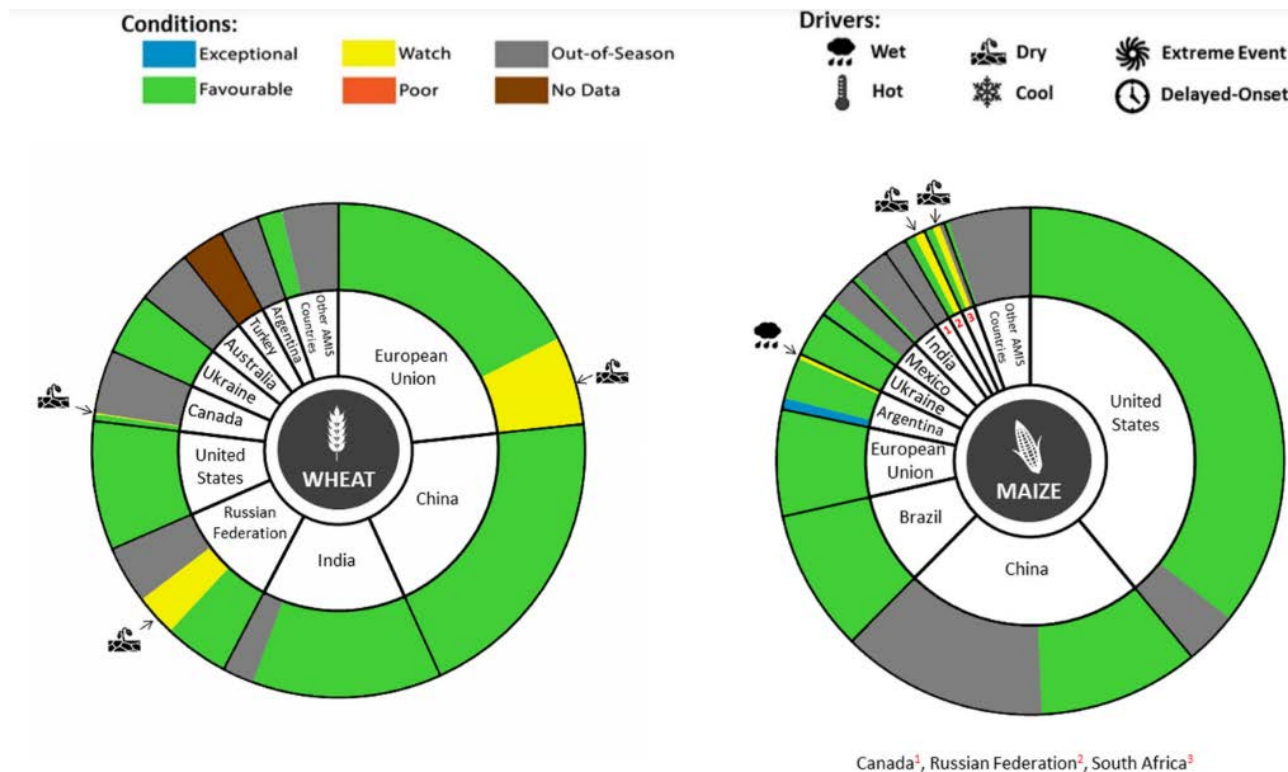 Conditions:
Exceptional
Watch
Out-of-Season
Favourable
Poor
No Data
Drivers:
Wet
Dry
Extreme Event
Hot
Cool
Delayed-Onset
WHEAT
European
Union
China
India
Russian
Federation
United
States
Canada
Ukraine
Australia
Turkey
Argentina
Other AMIS
Countries
MAIZE
United
States
China
Brazil
European
Union
Argentina
Ukraine
Mexico
India
1
2
3
Other AMIS
Countries
Canada¹, Russian Federation², South Africa³